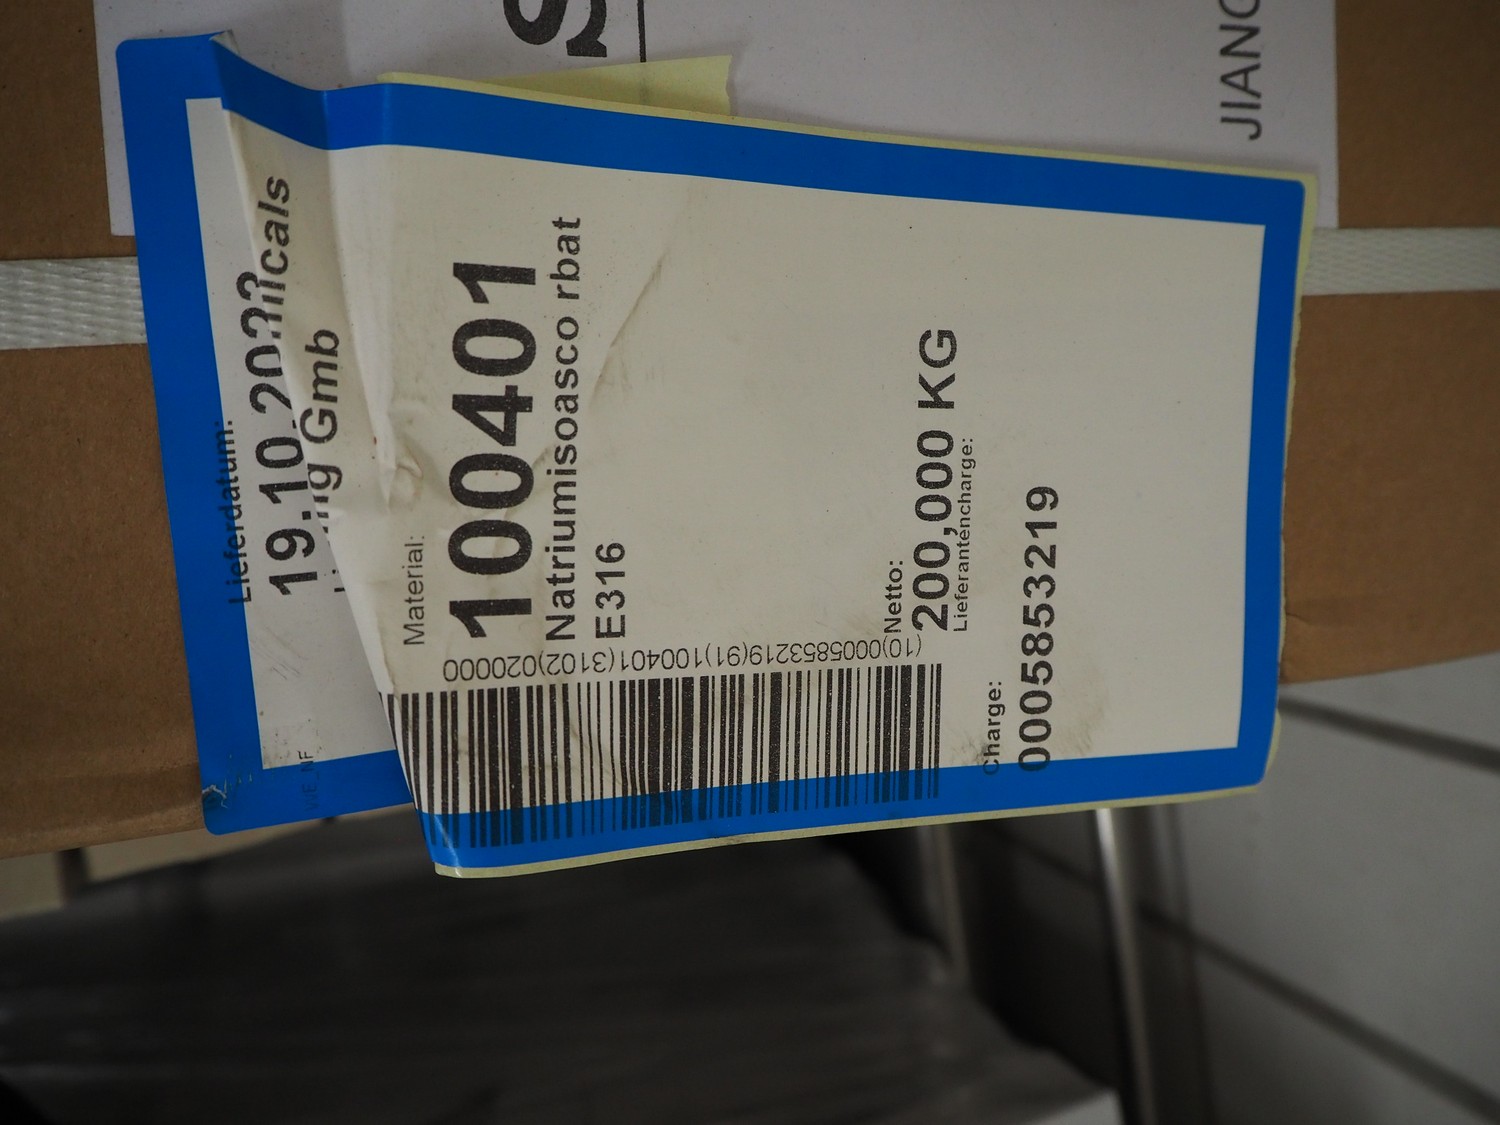 JIANG
Lieferdatum:
19.10.2022
Gmb
Material:
100401
Natriumisoasco rbat
E316
Netto:
200,000 KG
Lieferantencharge:
Charge:
0005853219
(10)0005853219(91)100401(3102)020000